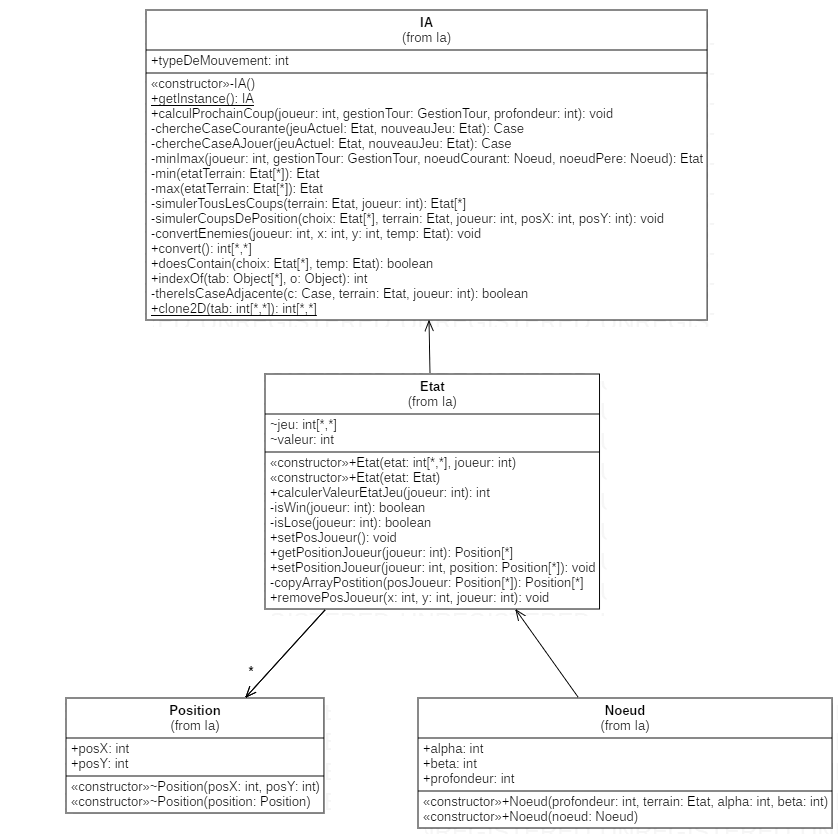 IA
(from Ia)
+typeDeMouvement: int
«constructor»-IA()
+getInstance(): IA
+calculProchainCoup(joueur: int, gestionTour: GestionTour, profondeur: int): void
-chercheCaseCourante(jeuActuel: Etat, nouveauJeu: Etat): Case
-chercheCaseAJouer(jeuActuel: Etat, nouveauJeu: Etat): Case
-minImax(joueur: int, gestionTour: GestionTour, noeudCourant: Noeud, noeudPere: Noeud): Etat
-min(etatTerrain: Etat[*]): Etat
-max(etatTerrain: Etat[*]): Etat
-simulerTousLesCoups(terrain: Etat, joueur: int): Etat[*]
-simulerCoupsDePosition(choix: Etat[*], terrain: Etat, joueur: int, posX: int, posY: int): void
-convertEnemies(joueur: int, x: int, y: int, temp: Etat): void
+convert(): int[*,*]
+doesContain(choix: Etat[*], temp: Etat): boolean
+indexOf(tab: Object[*], o: Object): int
-thereIsCaseAdjacente(c: Case, terrain: Etat, joueur: int): boolean
+clone2D(tab: int[*,*]): int[*,*]
Etat
(from Ia)
~jeu: int[*,*]
~valeur: int
«constructor»+Etat(etat: int[*,*], joueur: int)
«constructor»+Etat(etat: Etat)
+calculerValeurEtatJeu(joueur: int): int
-isWin(joueur: int): boolean
-isLose(joueur: int): boolean
+setPosJoueur(): void
+getPositionJoueur(joueur: int): Position[*]
+setPositionJoueur(joueur: int, position: Position[*]): void
-copyArrayPostition(posJoueur: Position[*]): Position[*]
+removePosJoueur(x: int, y: int, joueur: int): void
*
Position
(from Ia)
+posX: int
+posY: int
«constructor»~Position(posX: int, posY: int)
«constructor»~Position(position: Position)
Noeud
(from Ia)
+alpha: int
+beta: int
+profondeur: int
«constructor»+Noeud(profondeur: int, terrain: Etat, alpha: int, beta: int)
«constructor»+Noeud(noeud: Noeud)